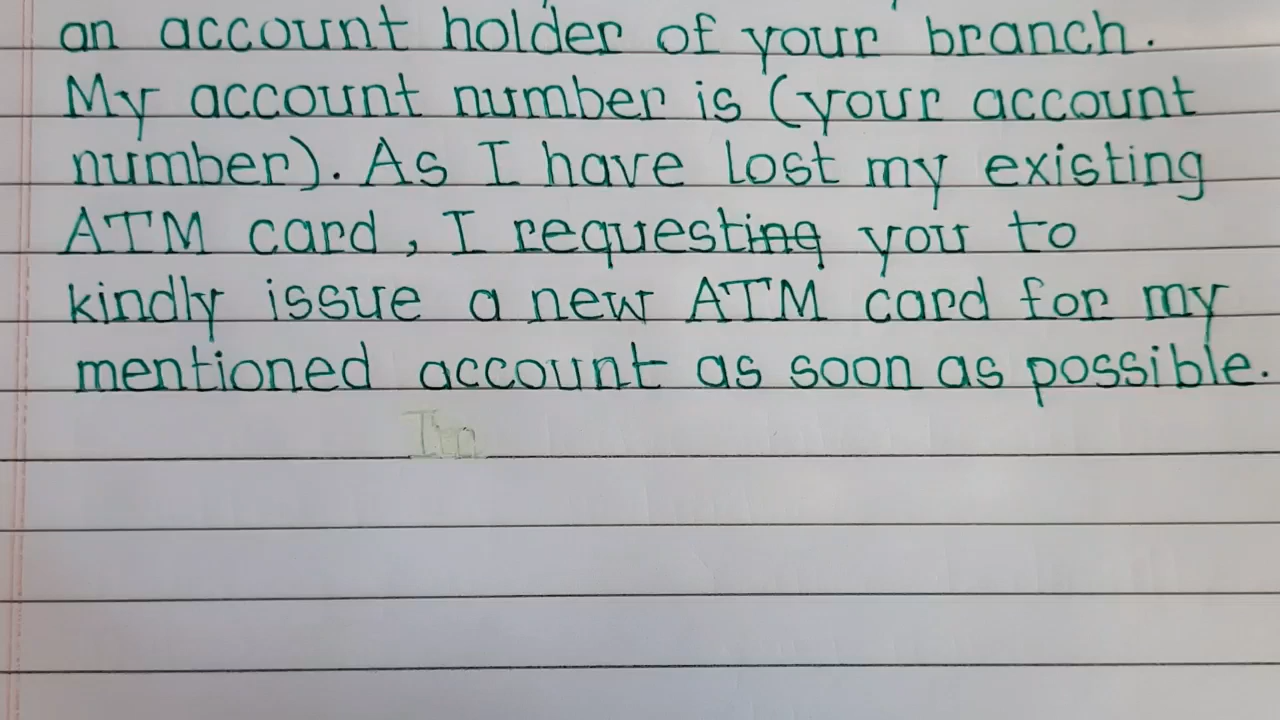 an account holder of your branch.
My account number is (your account
number). As I have lost my existing
ATM card, I requesting you to
kindly issue a new ATM card for my
mentioned account as soon as possible.